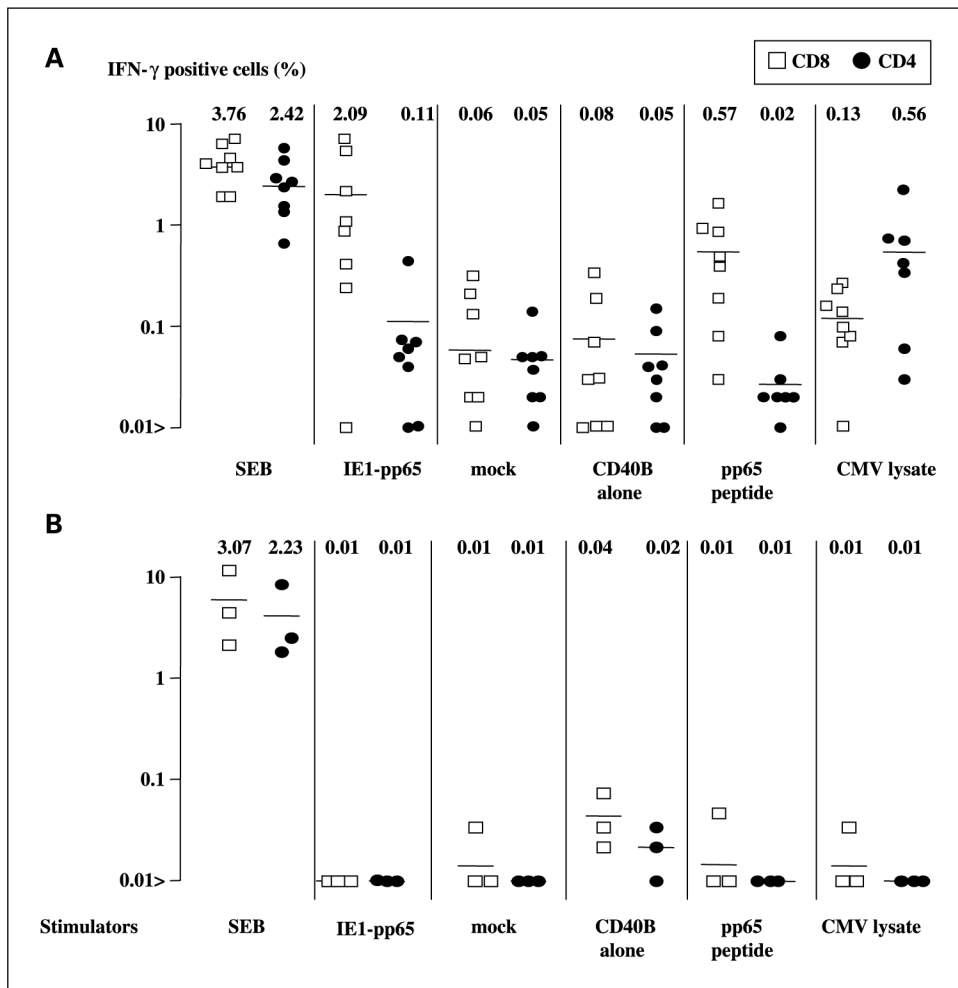 A
IFN-γ positive cells (%)
CD8 CD4
3.76 2.42 2.09 0.11 0.06 0.05 0.08 0.05 0.57 0.02 0.13 0.56
10
1
0.1
0.01>
SEB IE1-pp65 mock CD40B alone pp65 peptide CMV lysate
B
3.07 2.23 0.01 0.01 0.01 0.01 0.04 0.02 0.01 0.01 0.01 0.01
10
1
0.1
0.01>
Stimulators SEB IE1-pp65 mock CD40B alone pp65 peptide CMV lysate